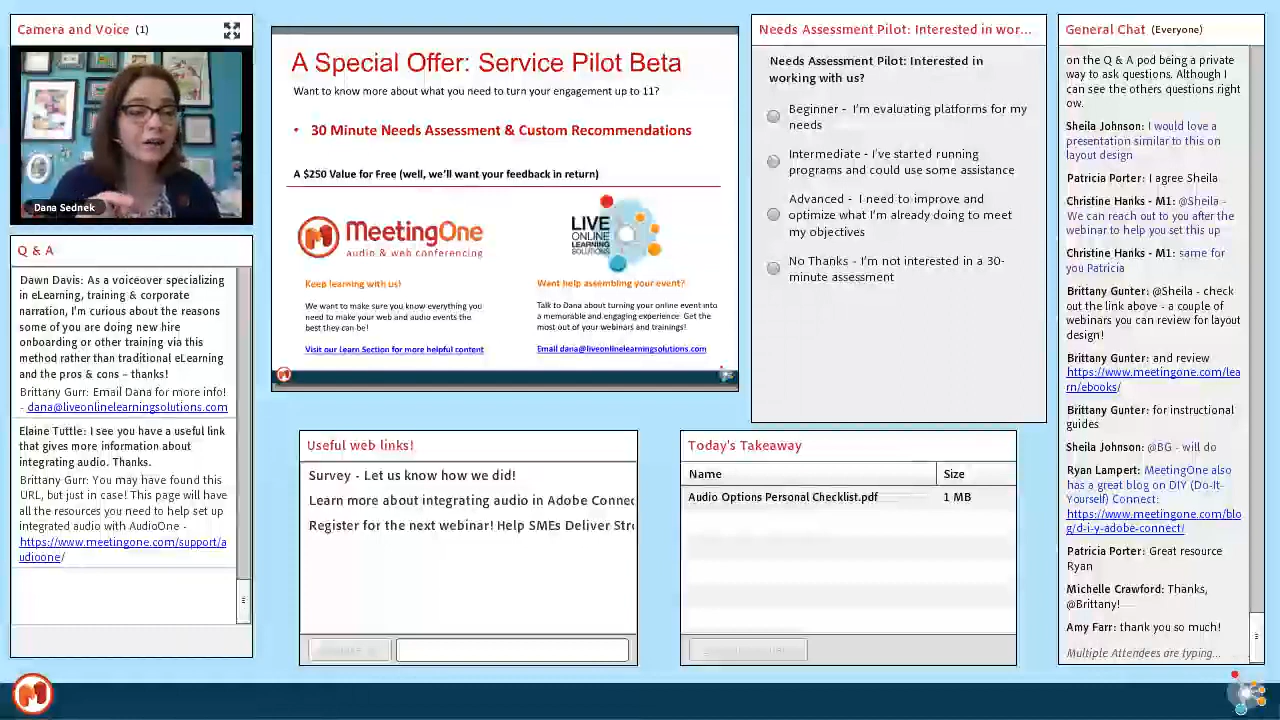 Camera and Voice (1)
Dana Sednek
Q & A
Dawn Davis: As a voiceover specializing
in eLearning, training & corporate
narration, I'm curious about the reasons
some of you are doing new hire
onboarding or other training via this
method rather than traditional eLearning
and the pros & cons – thanks!
Brittany Gurr: Email Dana for more info!
- dana@liveonlinelearningsolutions.com
Elaine Tuttle: I see you have a useful link
that gives more information about
integrating audio. Thanks.
Brittany Gurr: You may have found this
URL, but just in case! This page will have
all the resources you need to help set up
integrated audio with AudioOne -
https://www.meetingone.com/support/a
udioone/
A Special Offer: Service Pilot Beta
Want to know more about what you need to turn your engagement up to 11?
• 30 Minute Needs Assessment & Custom Recommendations
A $250 Value for Free (well, we'll want your feedback in return)
MeetingOne
audio & web conferencing
Keep learning with us!
We want to make sure you know everything you
need to make your web and audio events the
best they can be!
Visit our Learn Section for more helpful content
LIVE
ONLINE
LEARNING
SOLUTIONS
Want help assembling your event?
Talk to Dana about turning your online event into
a memorable and engaging experience. Get the
most out of your webinars and trainings!
Email dana@liveonlinelearningsolutions.com
Needs Assessment Pilot: Interested in wor...
Needs Assessment Pilot: Interested in
working with us?
Beginner - I'm evaluating platforms for my
needs
Intermediate - I've started running
programs and could use some assistance
Advanced - I need to improve and
optimize what I'm already doing to meet
my objectives
No Thanks - I'm not interested in a 30-
minute assessment
Useful web links!
Survey - Let us know how we did!
Learn more about integrating audio in Adobe Connec
Register for the next webinar! Help SMEs Deliver Stro
Today's Takeaway
Name Size
Audio Options Personal Checklist.pdf 1 MB
General Chat (Everyone)
on the Q & A pod being a private
way to ask questions. Although I
can see the others questions right
ow.
Sheila Johnson: I would love a
presentation similar to this on
layout design
Patricia Porter: I agree Sheila
Christine Hanks - M1: @Sheila -
We can reach out to you after the
webinar to help you set this up
Christine Hanks - M1: same for
you Patricia
Brittany Gunter: @Sheila - check
out the link above - a couple of
webinars you can review for layout
design!
Brittany Gunter: and review
https://www.meetingone.com/lea
rn/ebooks/
Brittany Gunter: for instructional
guides
Sheila Johnson: @BG - will do
Ryan Lampert: MeetingOne also
has a great blog on DIY (Do-It-
Yourself) Connect:
https://www.meetingone.com/blo
g/d-i-y-adobe-connect/
Patricia Porter: Great resource
Ryan
Michelle Crawford: Thanks,
@Brittany!
Amy Farr: thank you so much!
Multiple Attendees are typing...